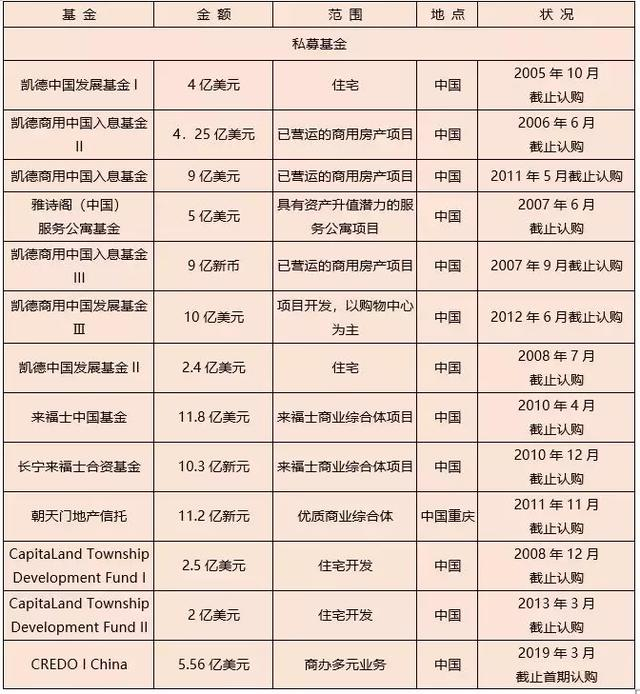 基 金 金 额 范 围 地 点 状 况
私募基金
凯德中国发展基金 I 4 亿美元 住宅 中国 2005 年 10 月
截止认购
凯德商用中国入息基金
II 4．25 亿美元 已营运的商用房产项目 中国 2006 年 6 月
截止认购
凯德商用中国入息基金 9 亿美元 已营运的商用房产项目 中国 2011 年 5 月截止认购
雅诗阁（中国）
服务公寓基金 5 亿美元 具有资产升值潜力的服
务公寓项目 中国 2007 年 6 月
截止认购
凯德商用中国入息基金
III 9 亿新币 已营运的商用房产项目 中国 2007 年 9 月截止认购
凯德商用中国发展基金
Ⅲ 10 亿美元 项目开发，以购物中心
为主 中国 2012 年 6 月截止认购
凯德中国发展基金 II 2.4 亿美元 住宅 中国 2008 年 7 月
截止认购
来福士中国基金 11.8 亿美元 来福士商业综合体项目 中国 2010 年 4 月
截止认购
长宁来福士合资基金 10.3 亿新元 来福士商业综合体项目 中国 2010 年 12 月
截止认购
朝天门地产信托 11.2 亿新元 优质商业综合体 中国重庆 2011 年 11 月
截止认购
CapitaLand Township
Development Fund I 2.5 亿美元 住宅开发 中国 2008 年 12 月
截止认购
CapitaLand Township
Development Fund II 2 亿美元 住宅开发 中国 2013 年 3 月
截止认购
CREDO I China 5.56 亿美元 商办多元业务 中国 2019 年 3 月
截止首期认购